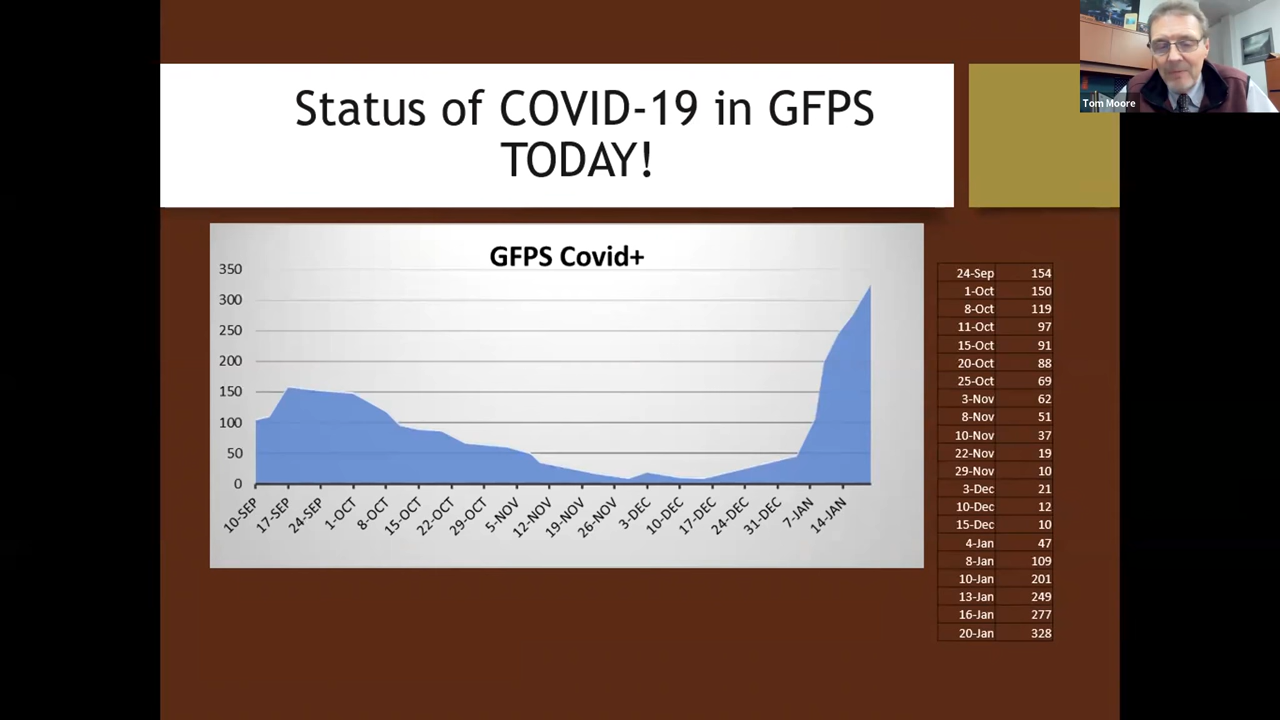 Status of COVID-19 in GFPS
TODAY!
Tom Moore
GFPS Covid+
350
300
250
200
150
100
50
0
10-SEP
17-SEP
24-SEP
1-OCT
8-OCT
15-OCT
22-OCT
29-OCT
5-NOV
12-NOV
19-NOV
26-NOV
3-DEC
10-DEC
17-DEC
24-DEC
31-DEC
7-JAN
14-JAN
24-Sep 154
1-Oct 150
8-Oct 119
11-Oct 97
15-Oct 91
20-Oct 88
25-Oct 69
3-Nov 62
8-Nov 51
10-Nov 37
22-Nov 19
29-Nov 10
3-Dec 21
10-Dec 12
15-Dec 10
4-Jan 47
8-Jan 109
10-Jan 201
13-Jan 249
16-Jan 277
20-Jan 328